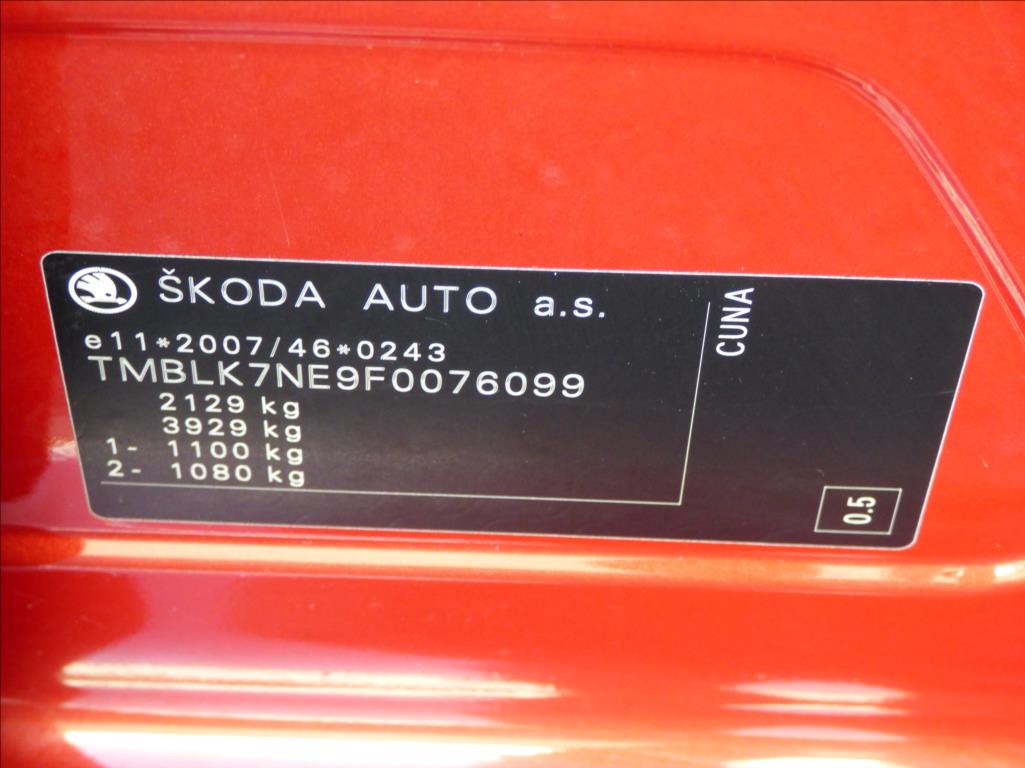 ŠKODA AUTO a.s.
e11*2007/46*0243
TMBLK7NE9F0076099
2129 kg
3929 kg
1- 1100 kg
2- 1080 kg
CUNA
0.5